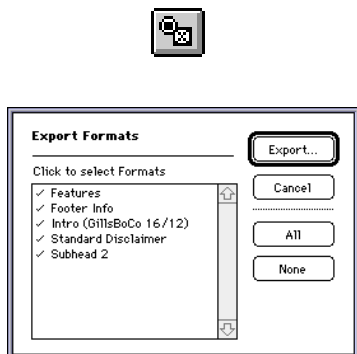 Export Formats
Export...
Click to select Formats
Cancel
✓ Features
✓ Footer Info
✓ Intro (GillsBoCo 16/12)
✓ Standard Disclaimer
✓ Subhead 2
All
None